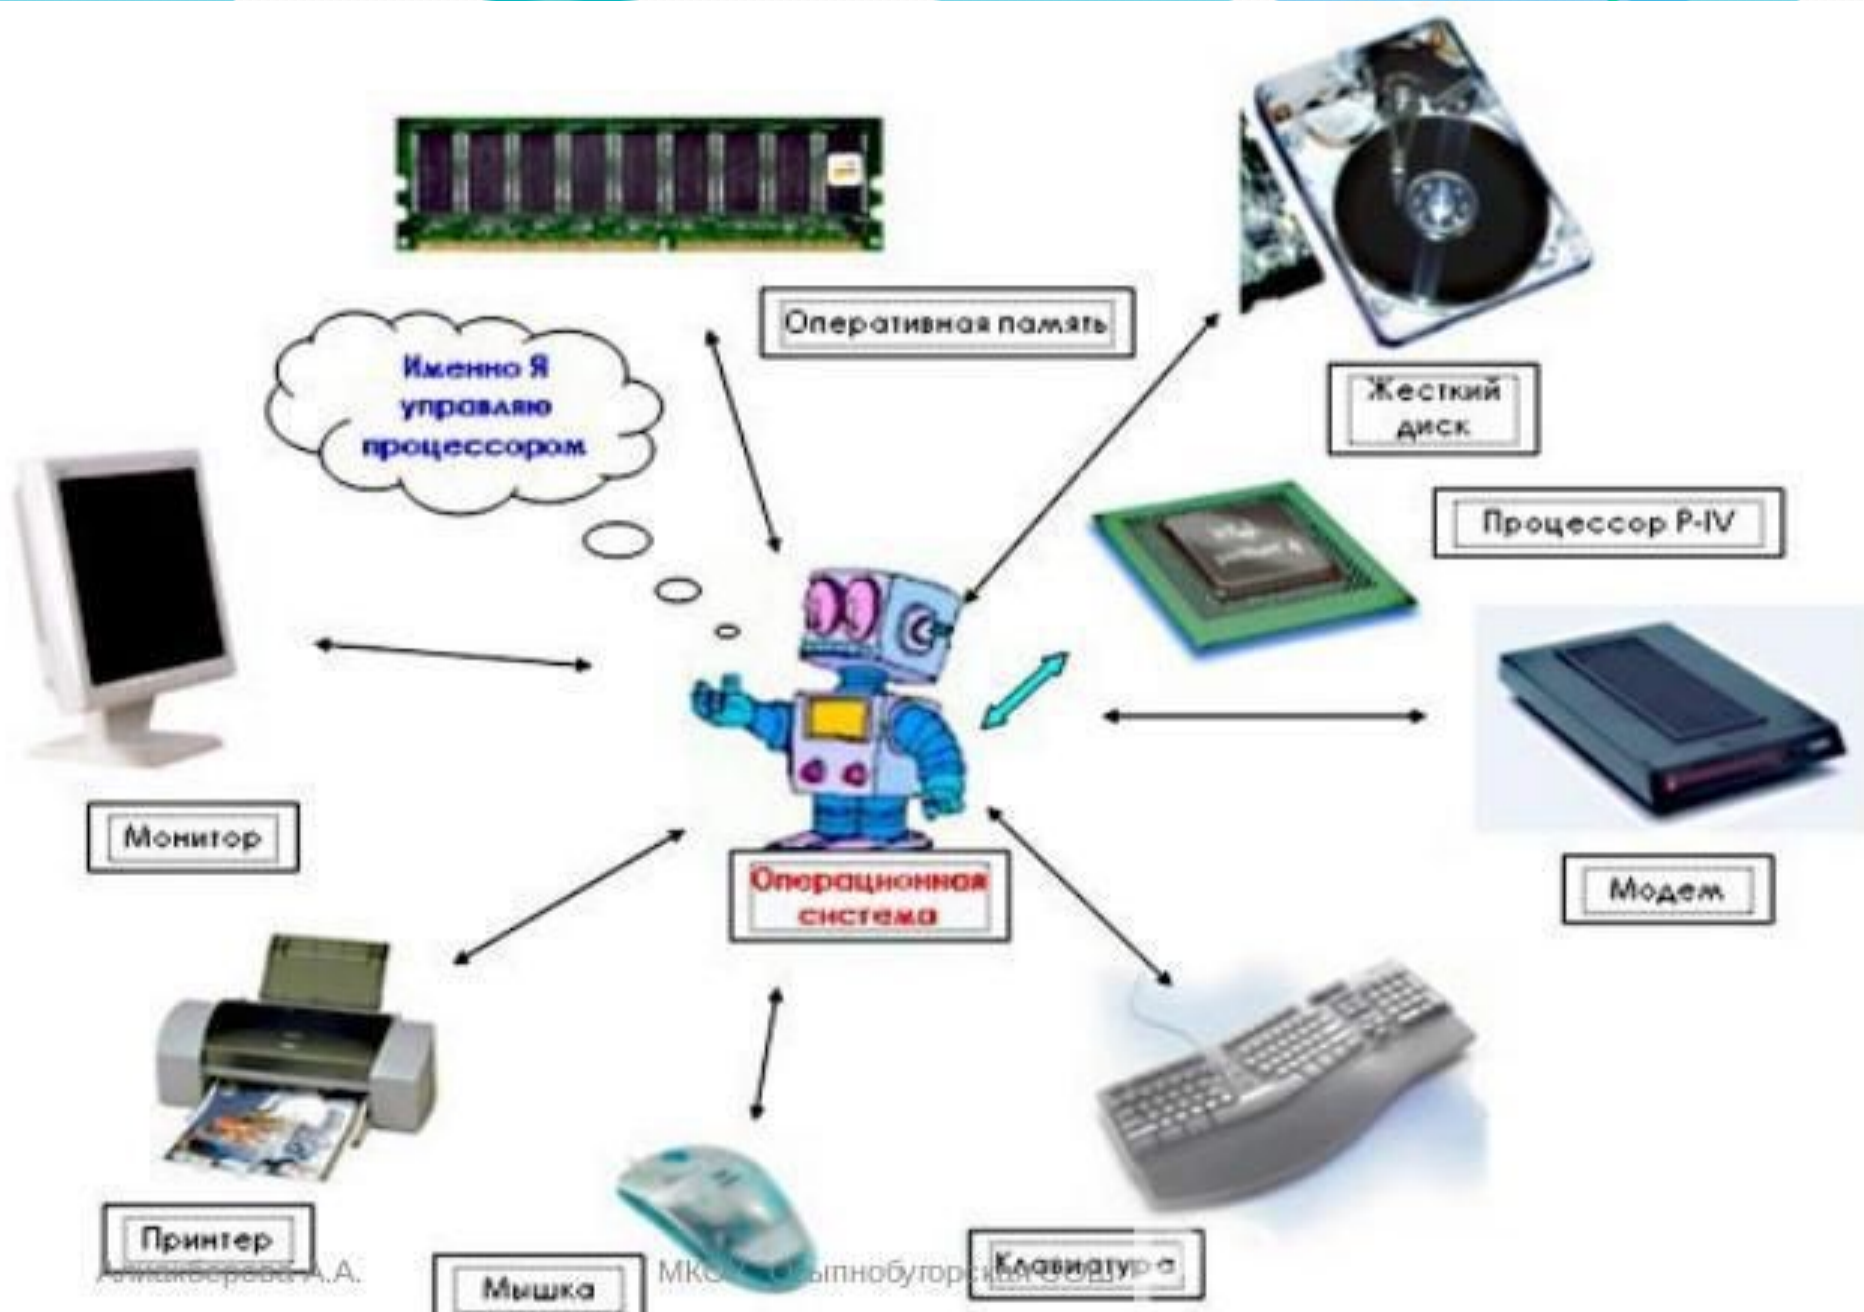 Оперативная память
Именно Я
управляю
процессором
Жесткий
диск
Процессор P-IV
Монитор
Модем
Операционная
система
Принтер
Клавиатура
Мышка
А.А.